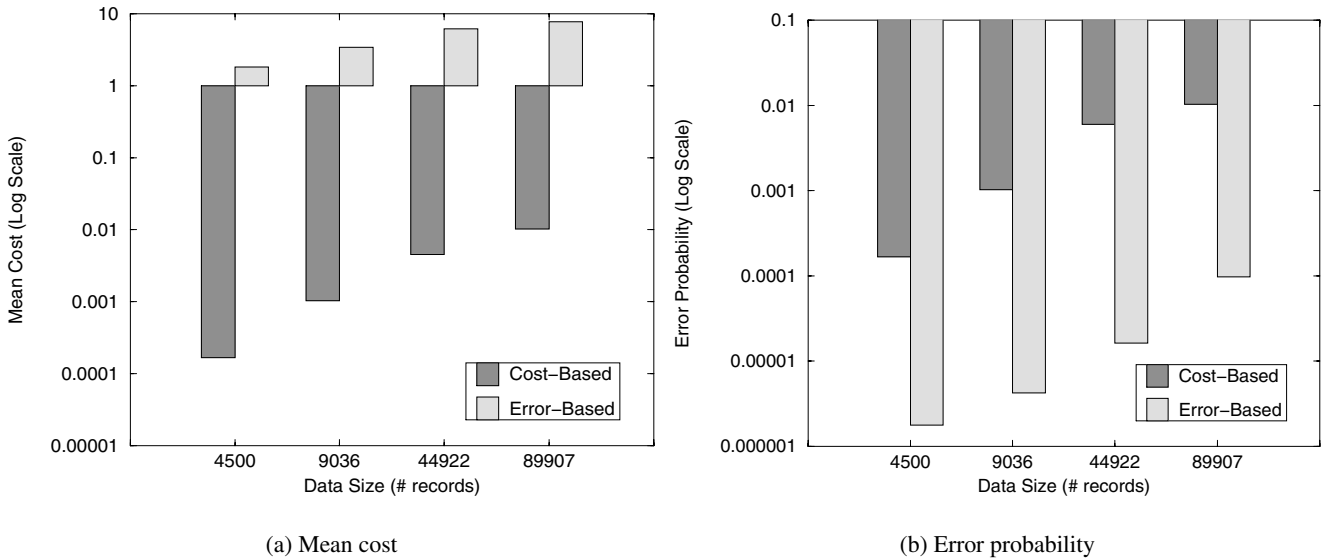 10
1
0.1
0.01
0.001
0.0001
0.00001
Mean Cost (Log Scale)
4500 9036 44922 89907
Data Size (# records)
Cost-Based
Error-Based
(a) Mean cost
0.1
0.01
0.001
0.0001
0.00001
0.000001
Error Probability (Log Scale)
4500 9036 44922 89907
Data Size (# records)
Cost-Based
Error-Based
(b) Error probability